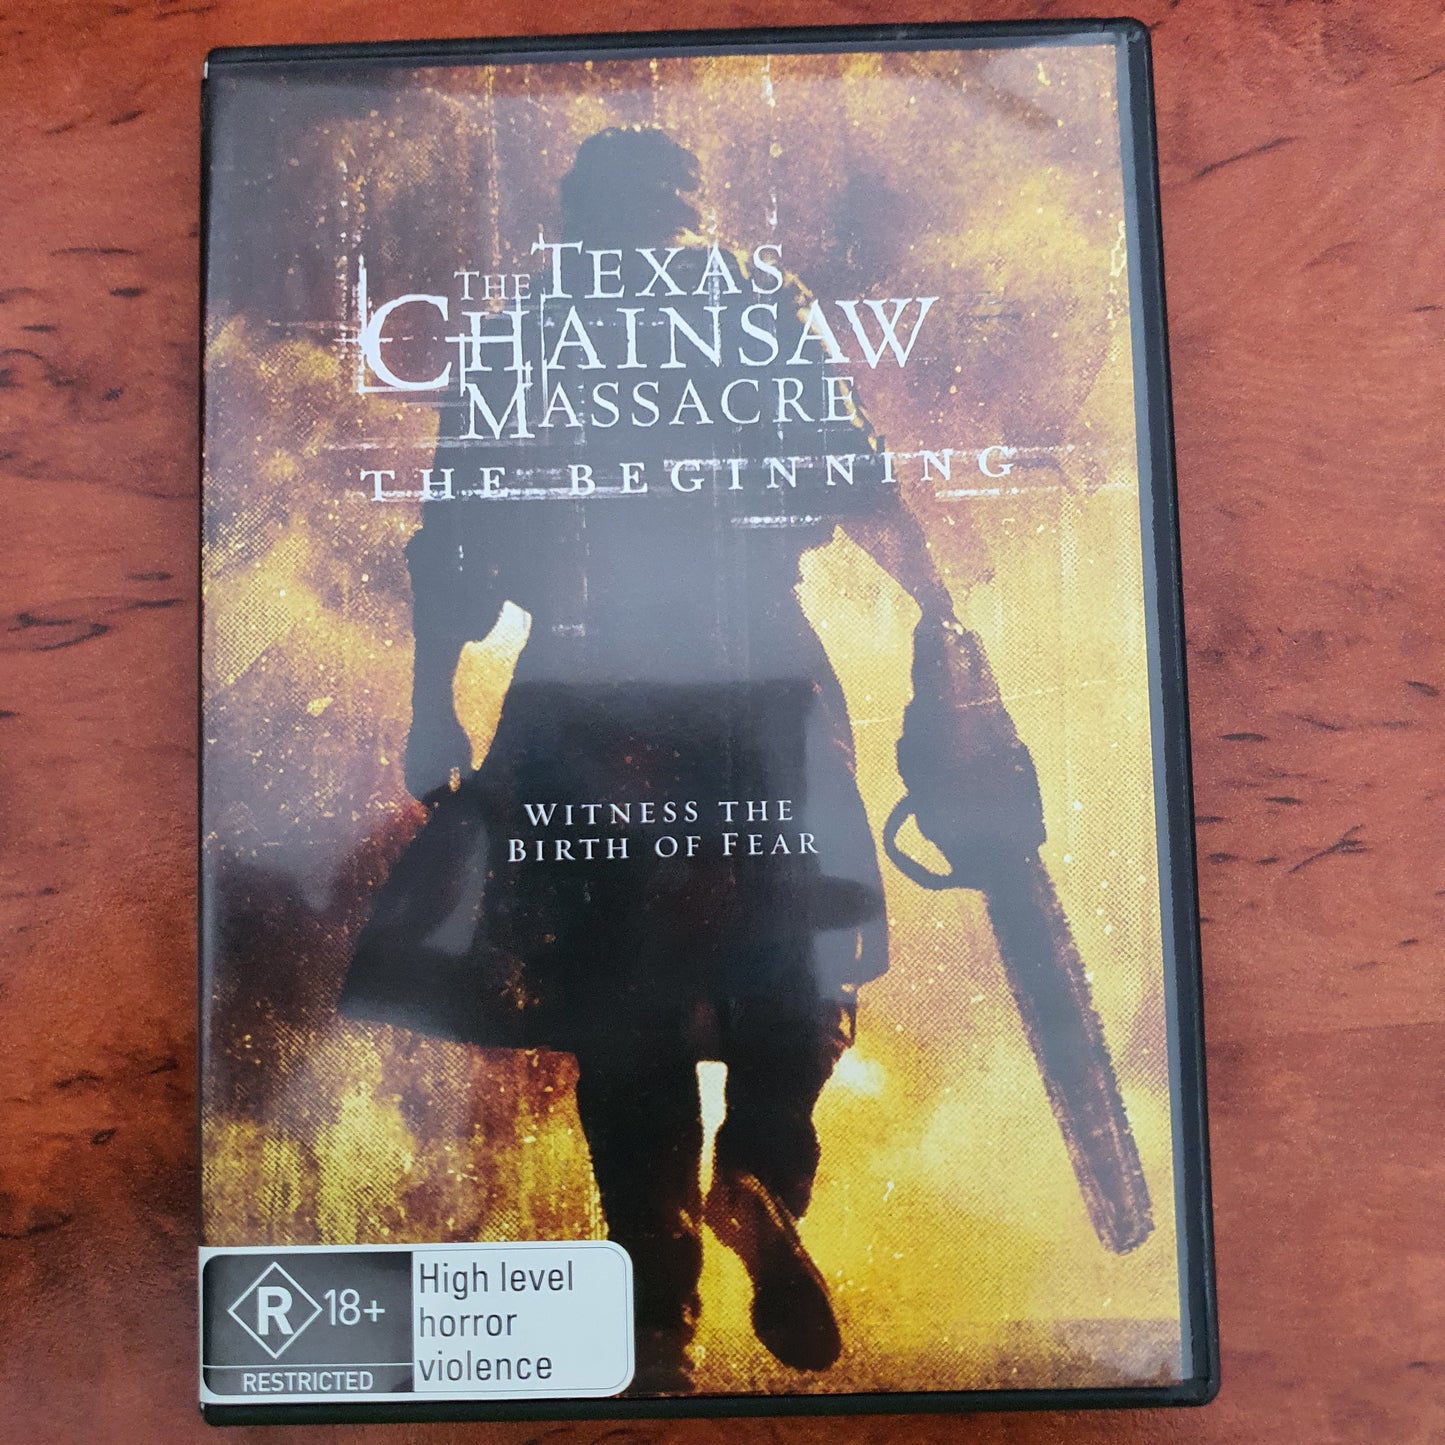 THE TEXAS
CHAINSAW
MASSACRE
THE BEGINNING
WITNESS THE
BIRTH OF FEAR
R 18+
RESTRICTED
High level
horror
violence